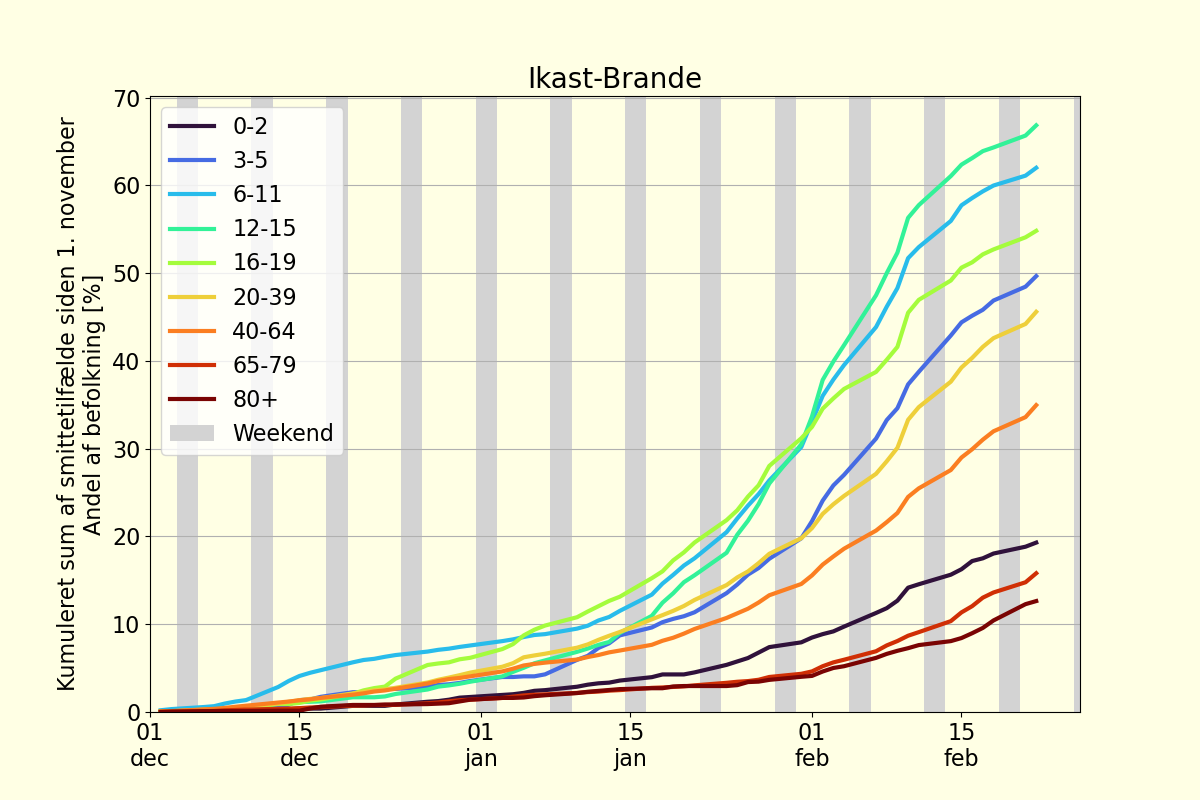 Ikast-Brande
Kumuleret sum af smittetilfælde siden 1. november
Andel af befolkning [%]
70
60
50
40
30
20
10
0
0-2
3-5
6-11
12-15
16-19
20-39
40-64
65-79
80+
Weekend
01
dec
15
dec
01
jan
15
jan
01
feb
15
feb